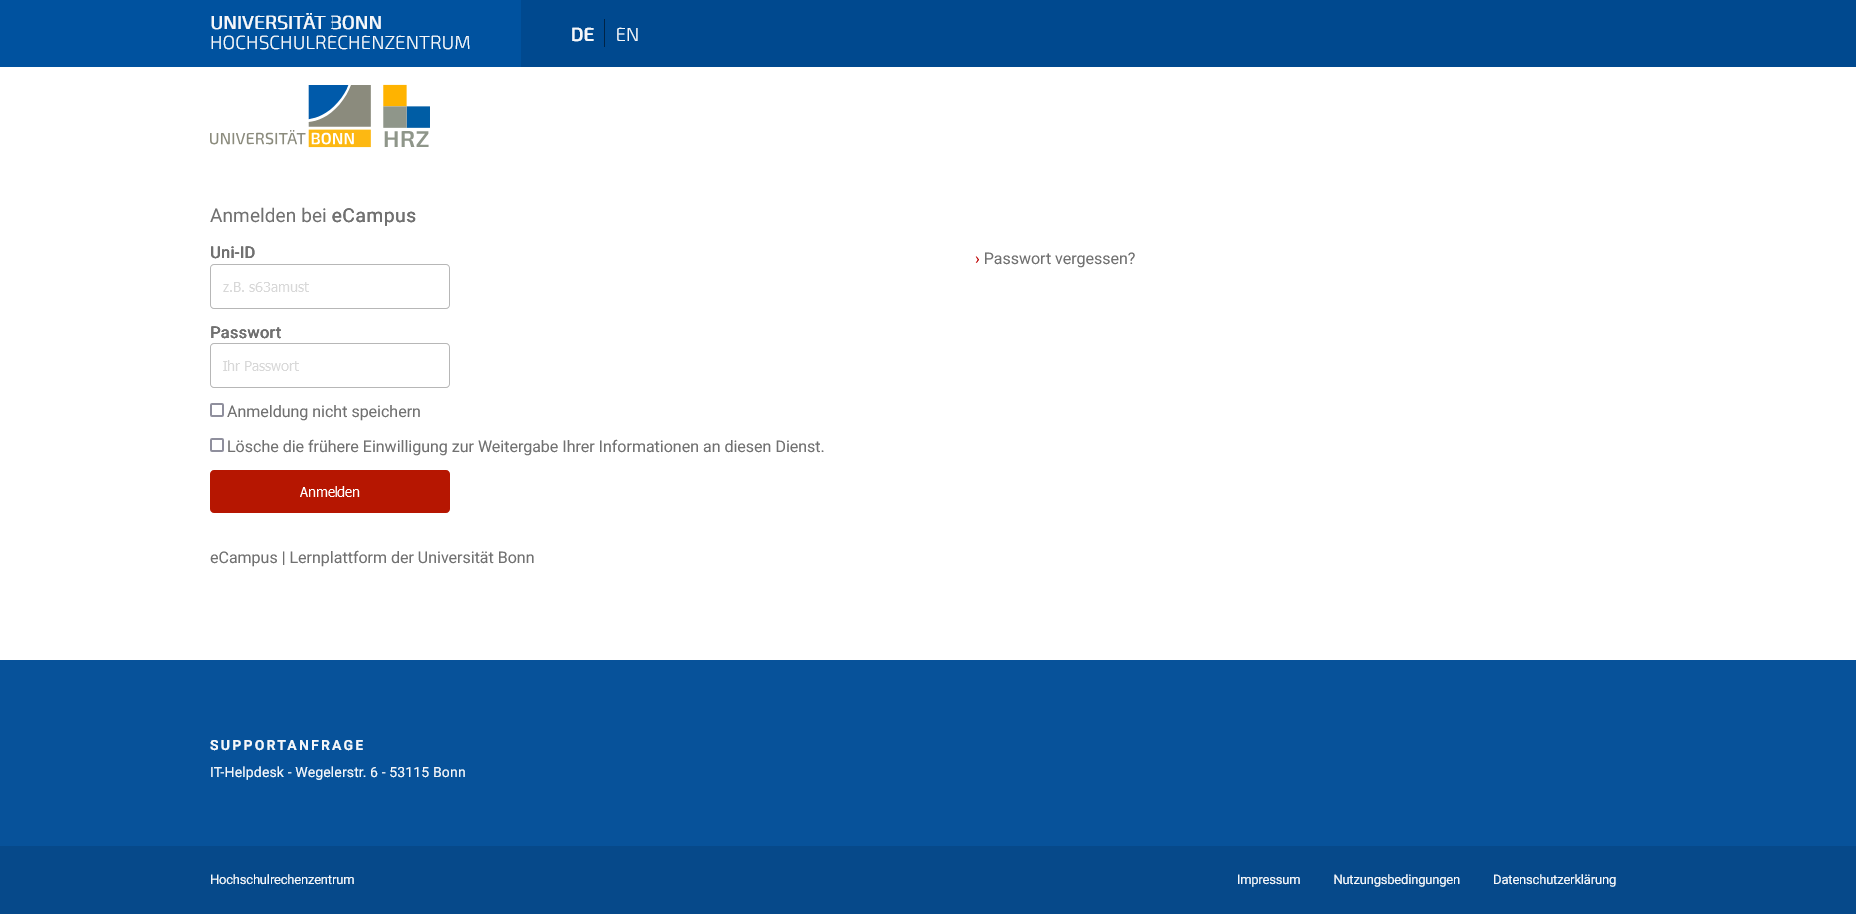 UNIVERSITÄT BONN
HOCHSCHULRECHENZENTRUM
DE EN
UNIVERSITÄT BONN HRZ
Anmelden bei eCampus
Uni-ID
› Passwort vergessen?
z.B. s63amust
Passwort
Ihr Passwort
Anmeldung nicht speichern
Lösche die frühere Einwilligung zur Weitergabe Ihrer Informationen an diesen Dienst.
Anmelden
eCampus | Lernplattform der Universität Bonn
SUPPORTANFRAGE
IT-Helpdesk - Wegelerstr. 6 - 53115 Bonn
Hochschulrechenzentrum Impressum Nutzungsbedingungen Datenschutzerklärung